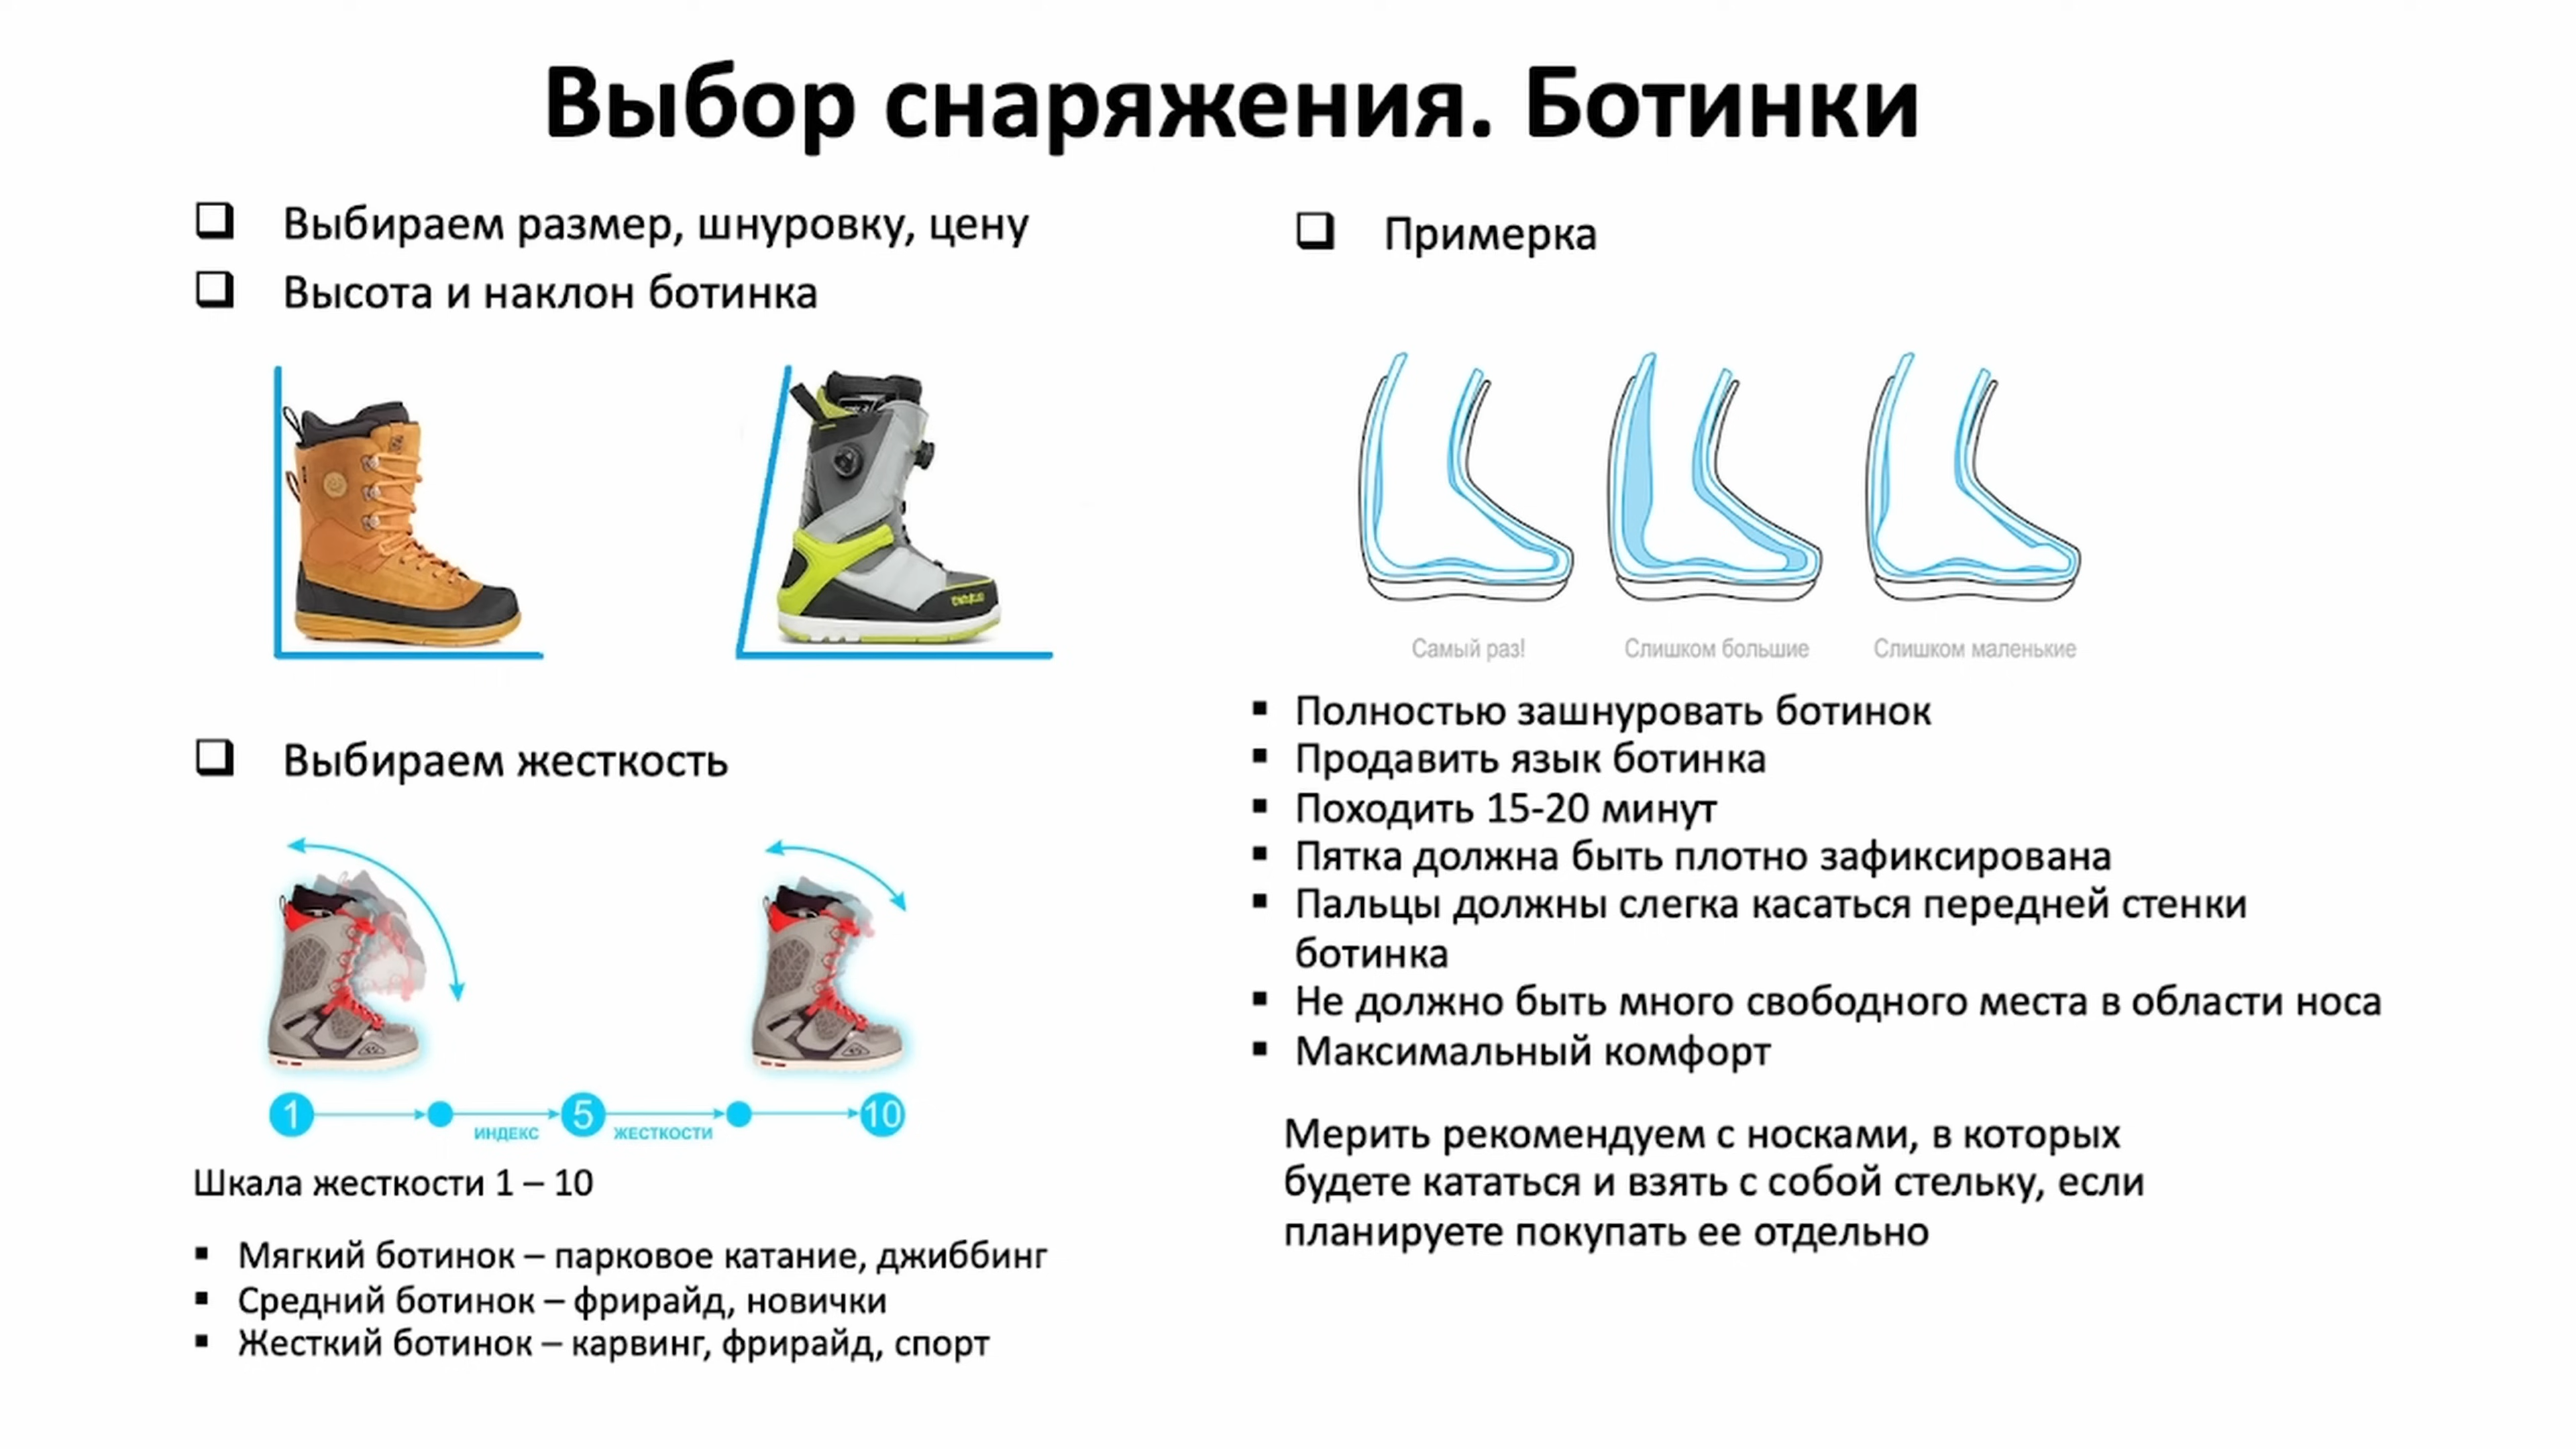 Выбор снаряжения. Ботинки
Выбираем размер, шнуровку, цену
Высота и наклон ботинка
Выбираем жесткость
1
5
10
ИНДЕКС
ЖЕСТКОСТИ
Шкала жесткости 1 – 10
Мягкий ботинок – парковое катание, джиббинг
Средний ботинок – фрирайд, новички
Жесткий ботинок – карвинг, фрирайд, спорт
Примерка
Самый раз!
Слишком большие
Слишком маленькие
Полностью зашнуровать ботинок
Продавить язык ботинка
Походить 15-20 минут
Пятка должна быть плотно зафиксирована
Пальцы должны слегка касаться передней стенки
ботинка
Не должно быть много свободного места в области носа
Максимальный комфорт
Мерить рекомендуем с носками, в которых
будете кататься и взять с собой стельку, если
планируете покупать ее отдельно